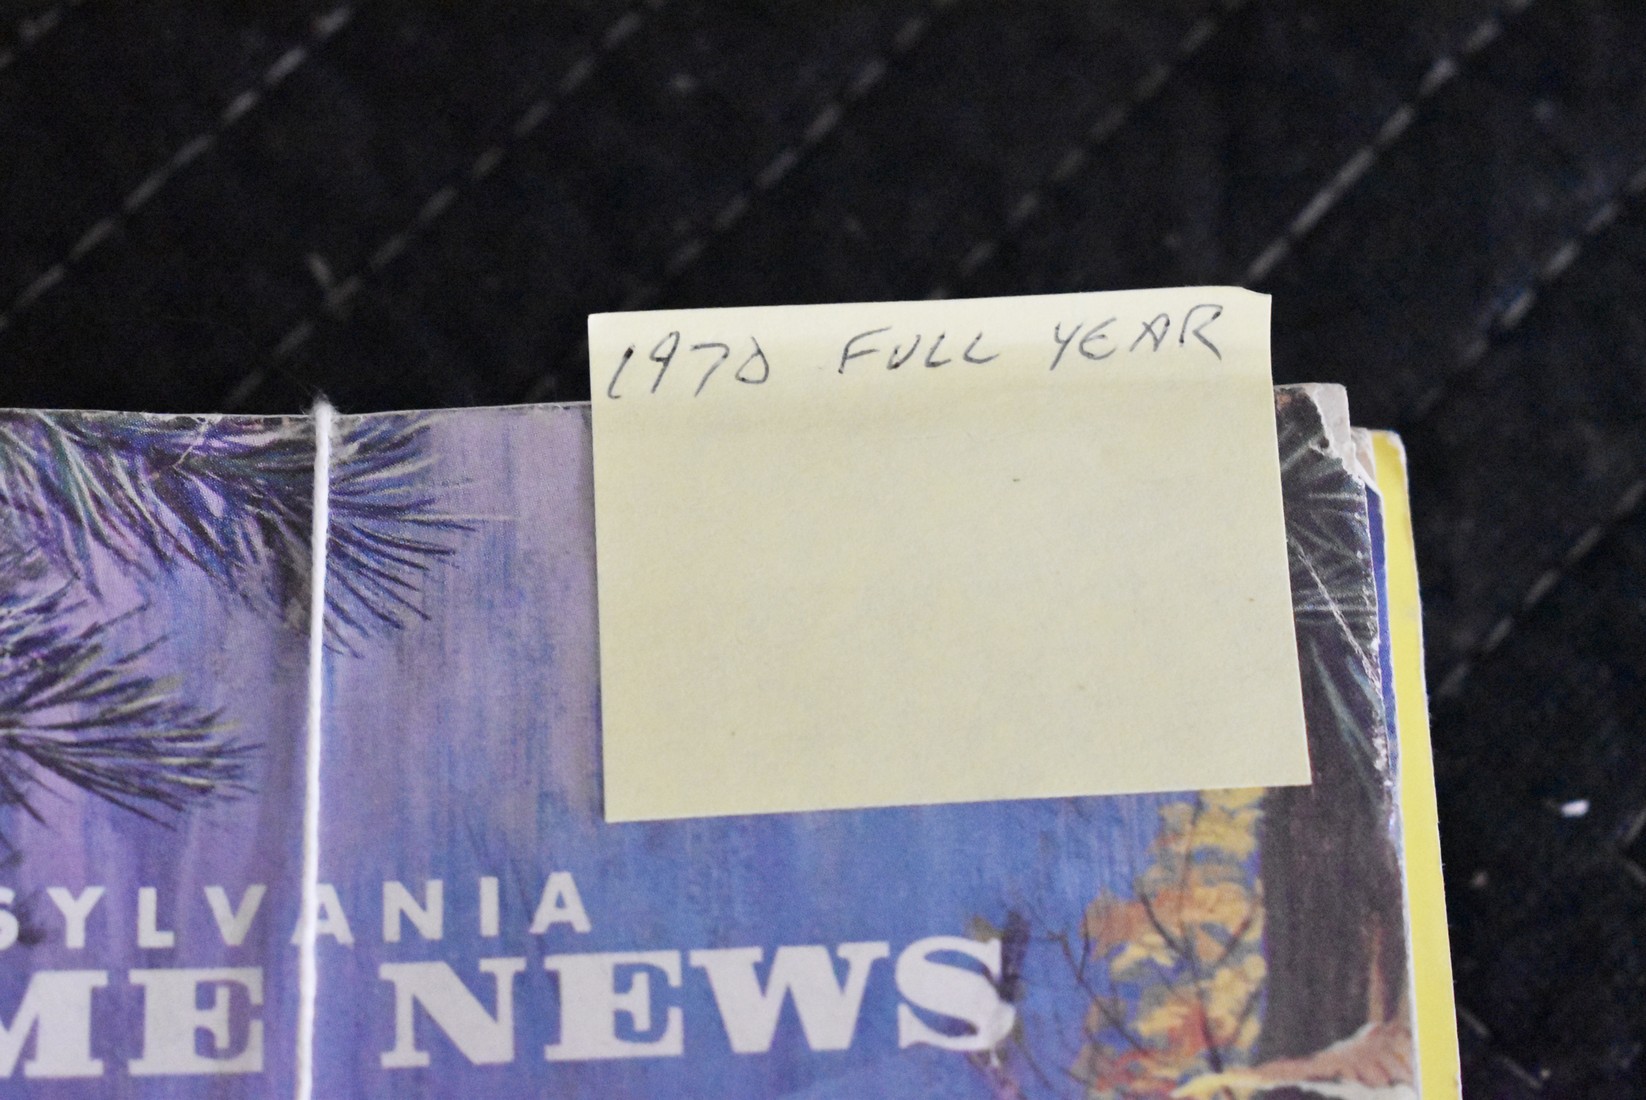 1970 FULL YEAR
SYLVANIA
ME NEWS